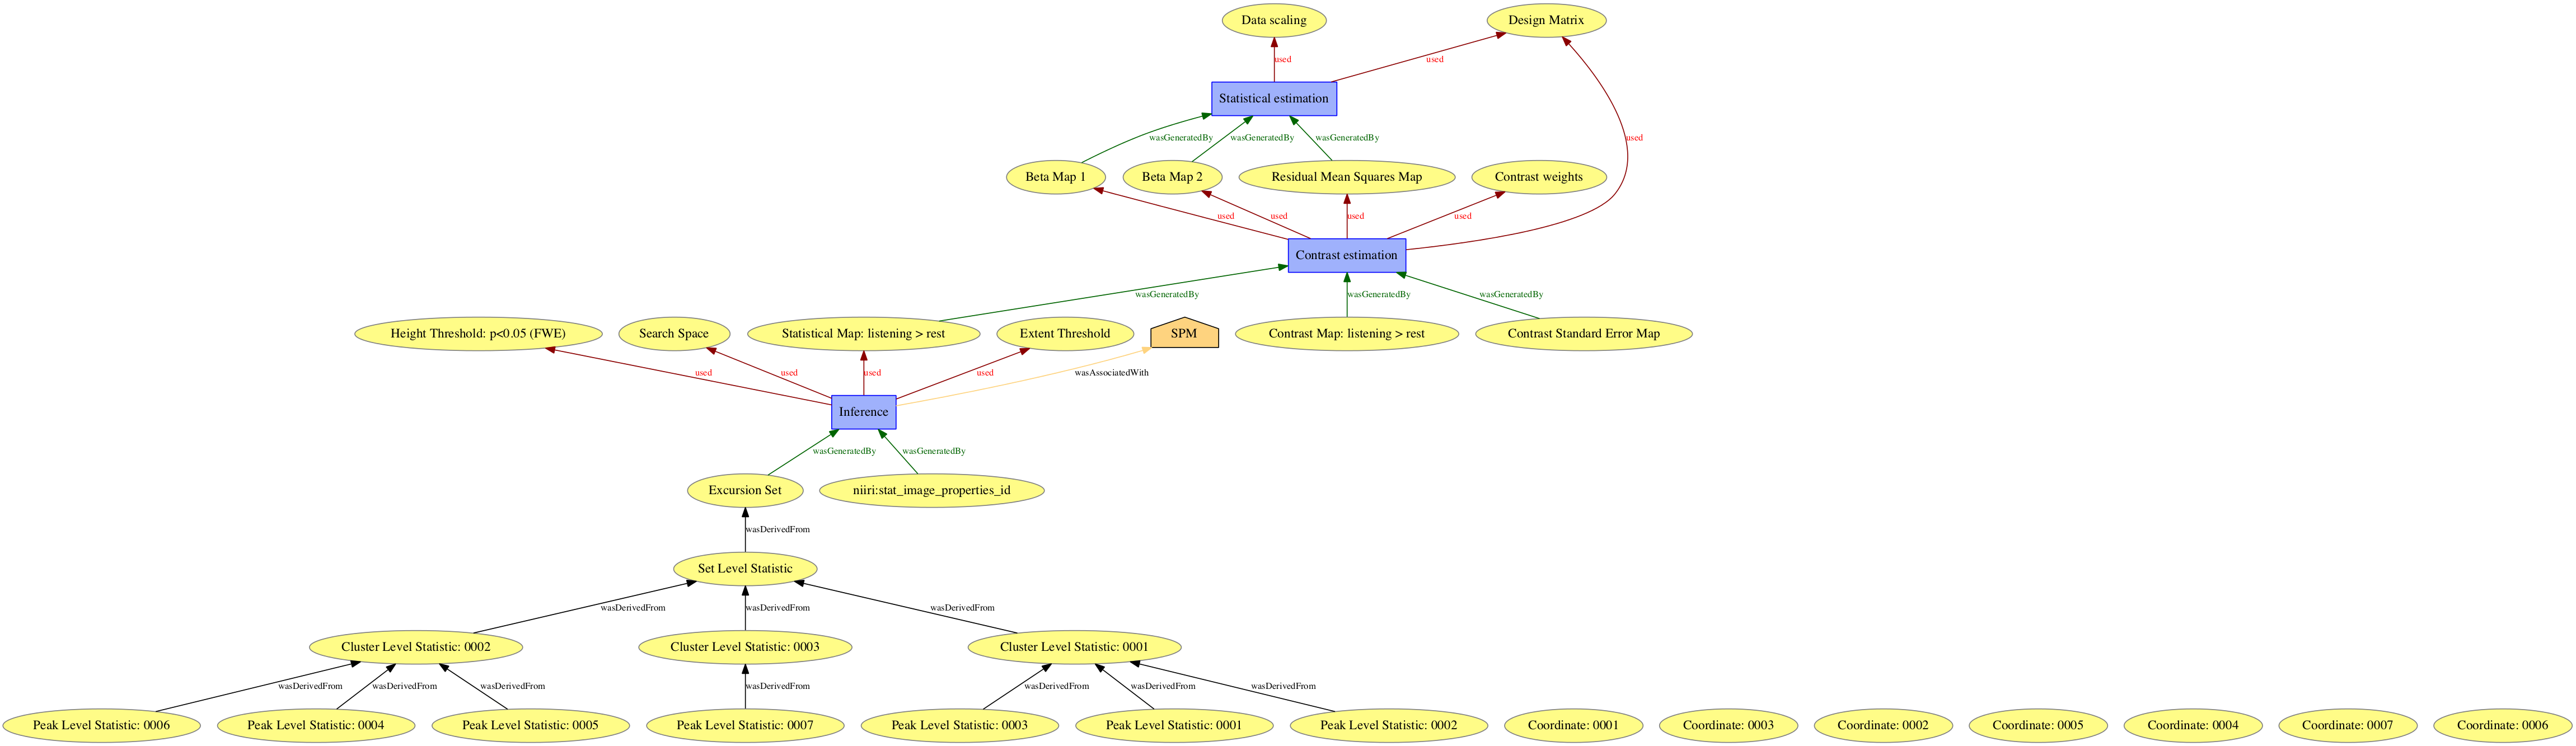 Data scaling
Design Matrix
used
used
Statistical estimation
wasGeneratedBy
wasGeneratedBy
wasGeneratedBy
used
Beta Map 1
Beta Map 2
Residual Mean Squares Map
Contrast weights
used
used
used
used
Contrast estimation
wasGeneratedBy
wasGeneratedBy
wasGeneratedBy
Height Threshold: p<0.05 (FWE)
Search Space
Statistical Map: listening > rest
Extent Threshold
SPM
Contrast Map: listening > rest
Contrast Standard Error Map
used
used
used
used
wasAssociatedWith
Inference
wasGeneratedBy
wasGeneratedBy
Excursion Set
niiri:stat_image_properties_id
wasDerivedFrom
Set Level Statistic
wasDerivedFrom
wasDerivedFrom
wasDerivedFrom
Cluster Level Statistic: 0002
Cluster Level Statistic: 0003
Cluster Level Statistic: 0001
wasDerivedFrom
wasDerivedFrom
wasDerivedFrom
wasDerivedFrom
wasDerivedFrom
wasDerivedFrom
wasDerivedFrom
Peak Level Statistic: 0006
Peak Level Statistic: 0004
Peak Level Statistic: 0005
Peak Level Statistic: 0007
Peak Level Statistic: 0003
Peak Level Statistic: 0001
Peak Level Statistic: 0002
Coordinate: 0001
Coordinate: 0003
Coordinate: 0002
Coordinate: 0005
Coordinate: 0004
Coordinate: 0007
Coordinate: 0006